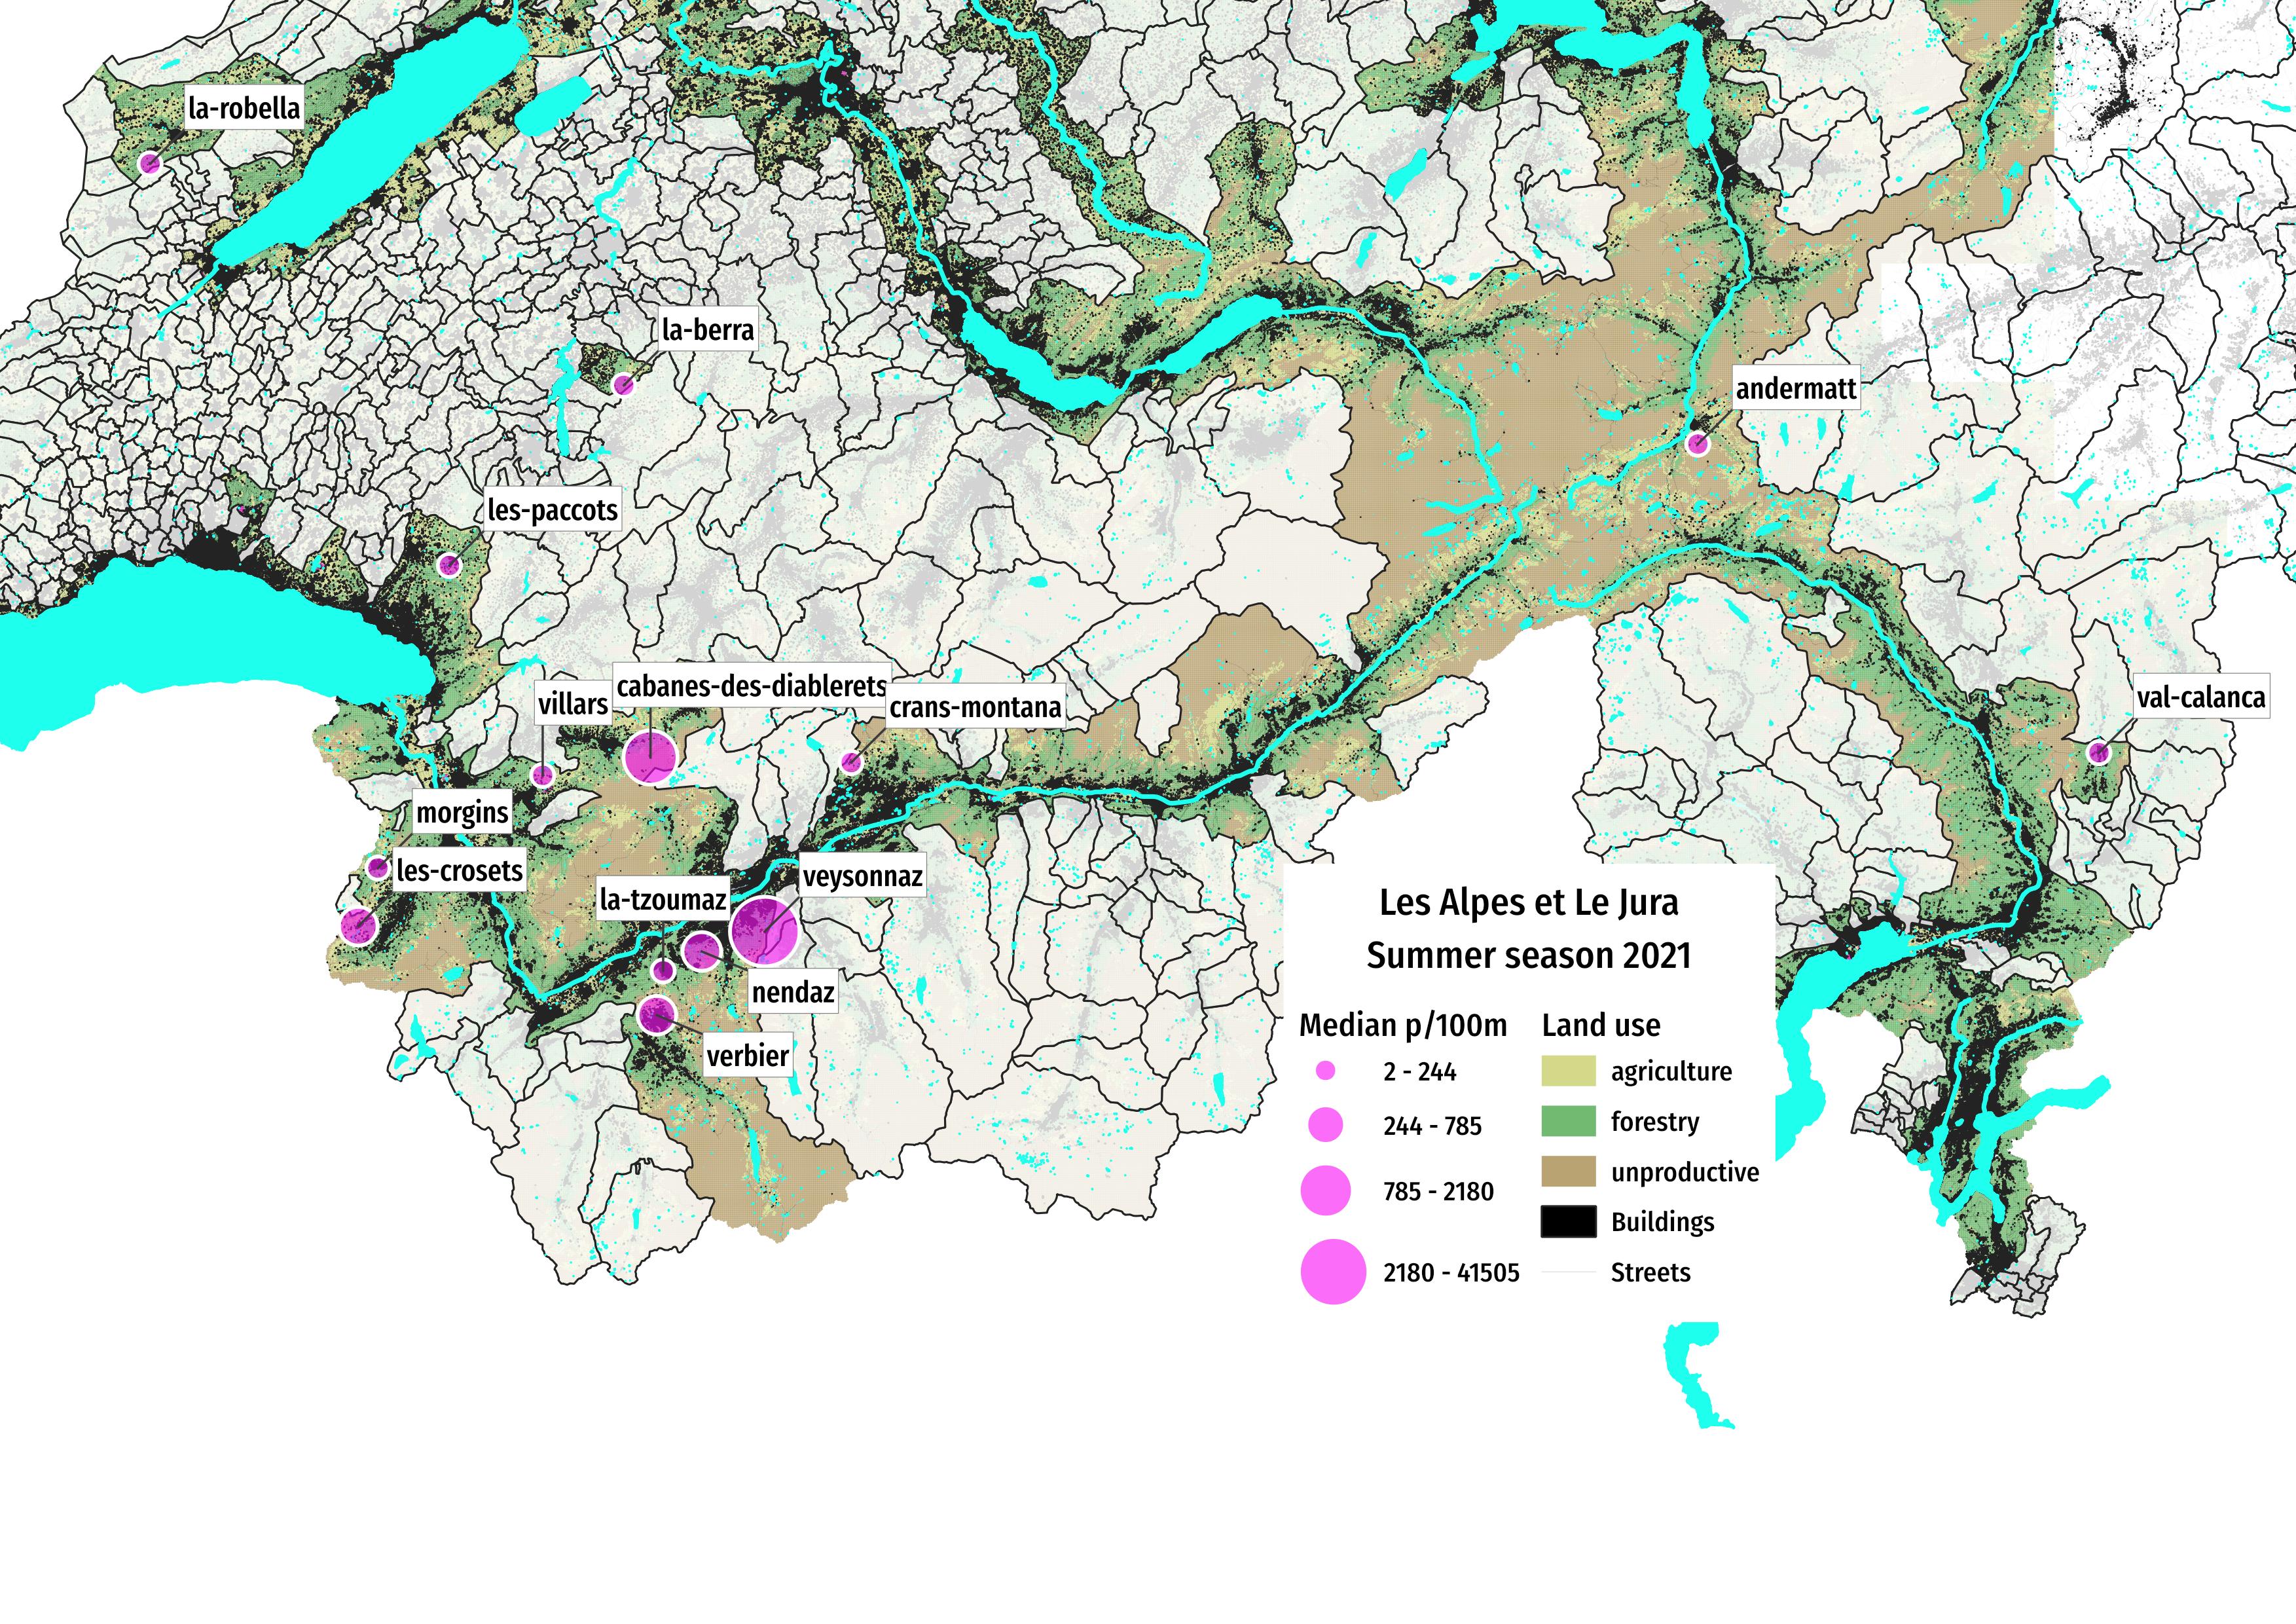 la-robella
la-berra
andermatt
les-paccots
cabanes-des-diablerets
villars
crans-montana
val-calanca
morgins
les-crosets
veysonnaz
la-tzoumaz
nendaz
verbier
Les Alpes et Le Jura
Summer season 2021
Median p/100m
2 - 244
244 - 785
785 - 2180
2180 - 41505
Land use
agriculture
forestry
unproductive
Buildings
Streets